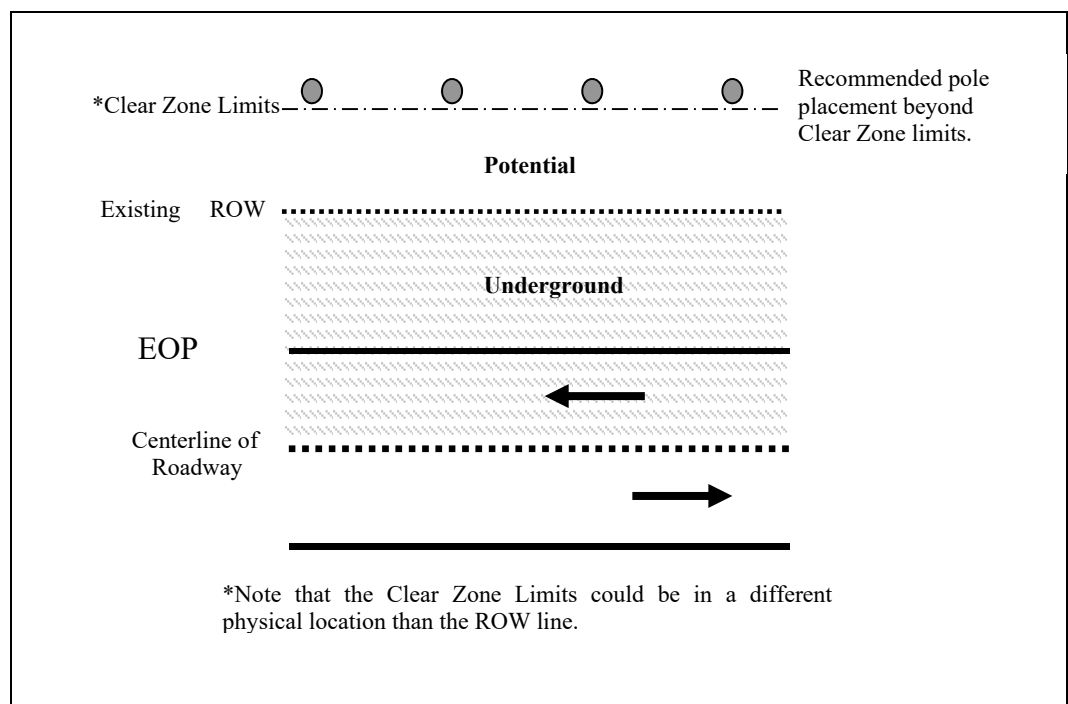 *Clear Zone Limits
Recommended pole
placement beyond
Clear Zone limits.
Potential
Existing ROW
Underground
EOP
Centerline of
Roadway
*Note that the Clear Zone Limits could be in a different
physical location than the ROW line.